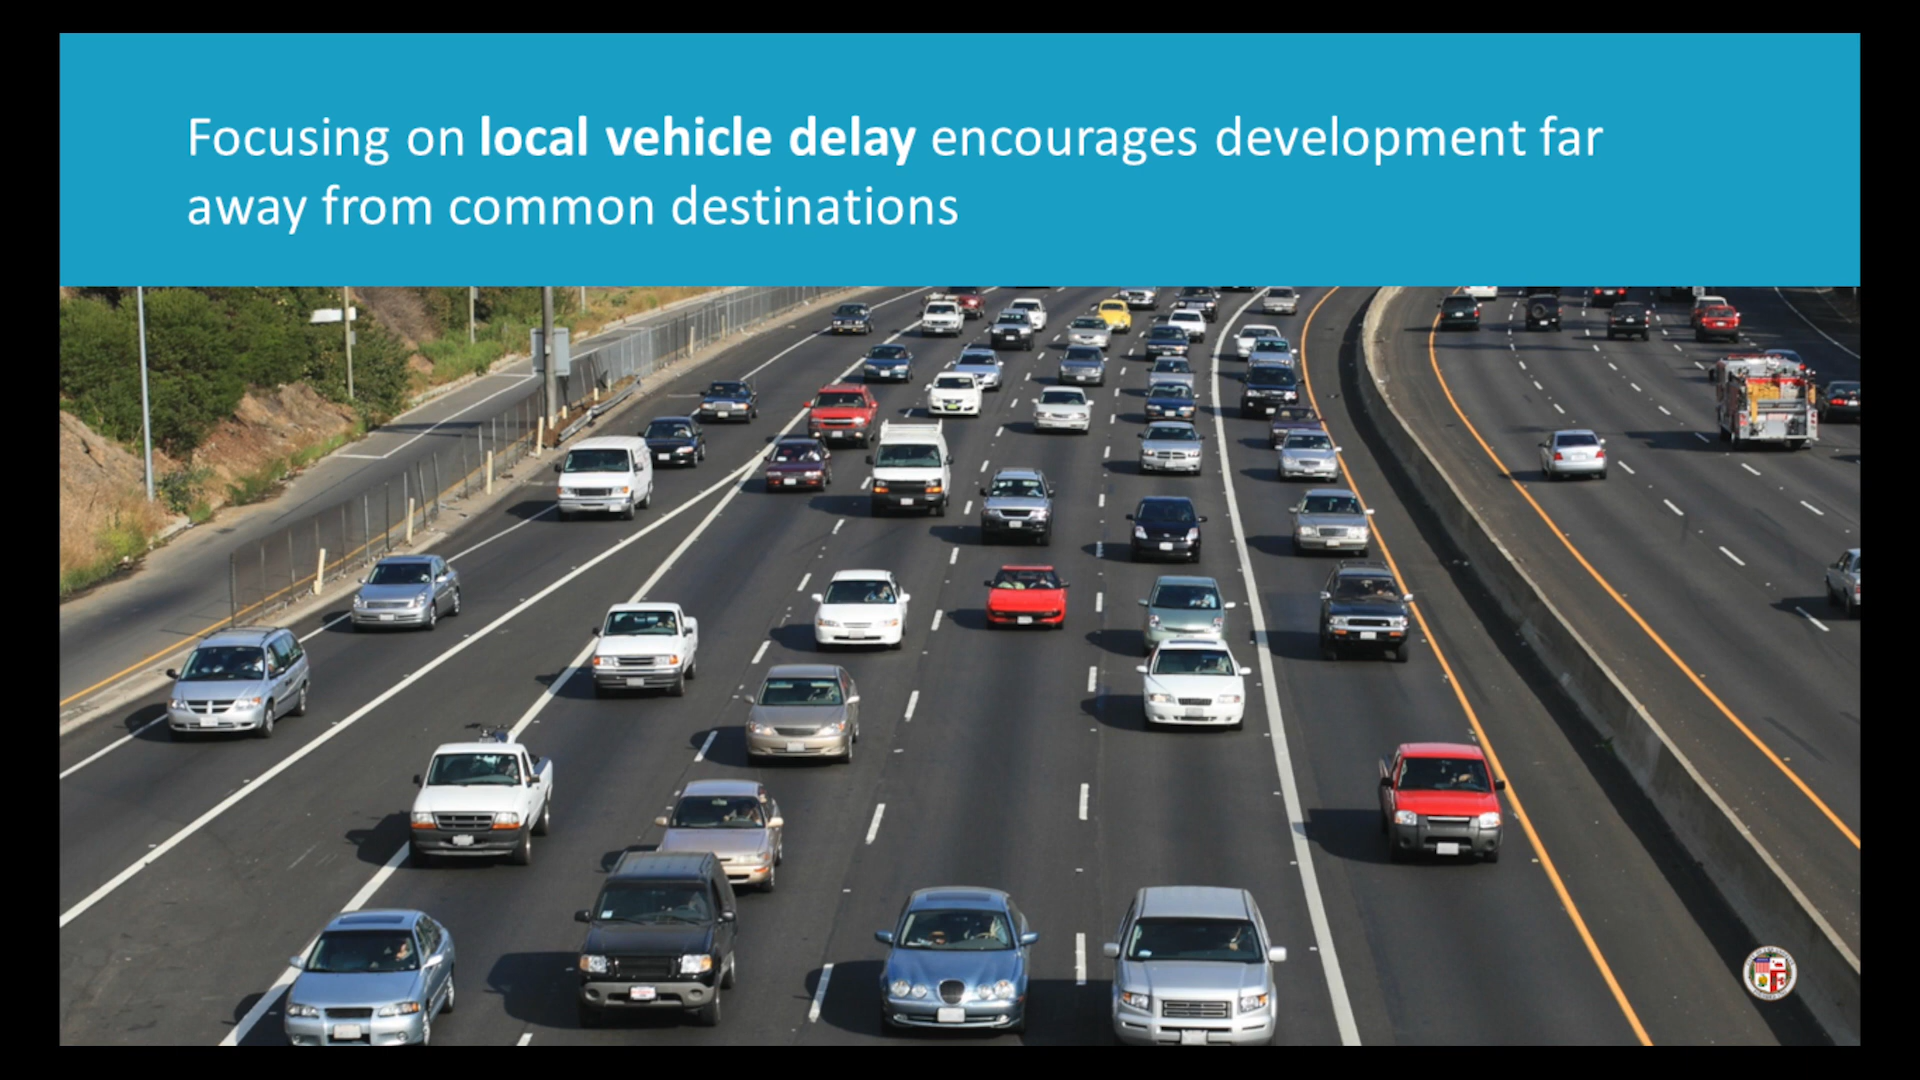 Focusing on local vehicle delay encourages development far
away from common destinations